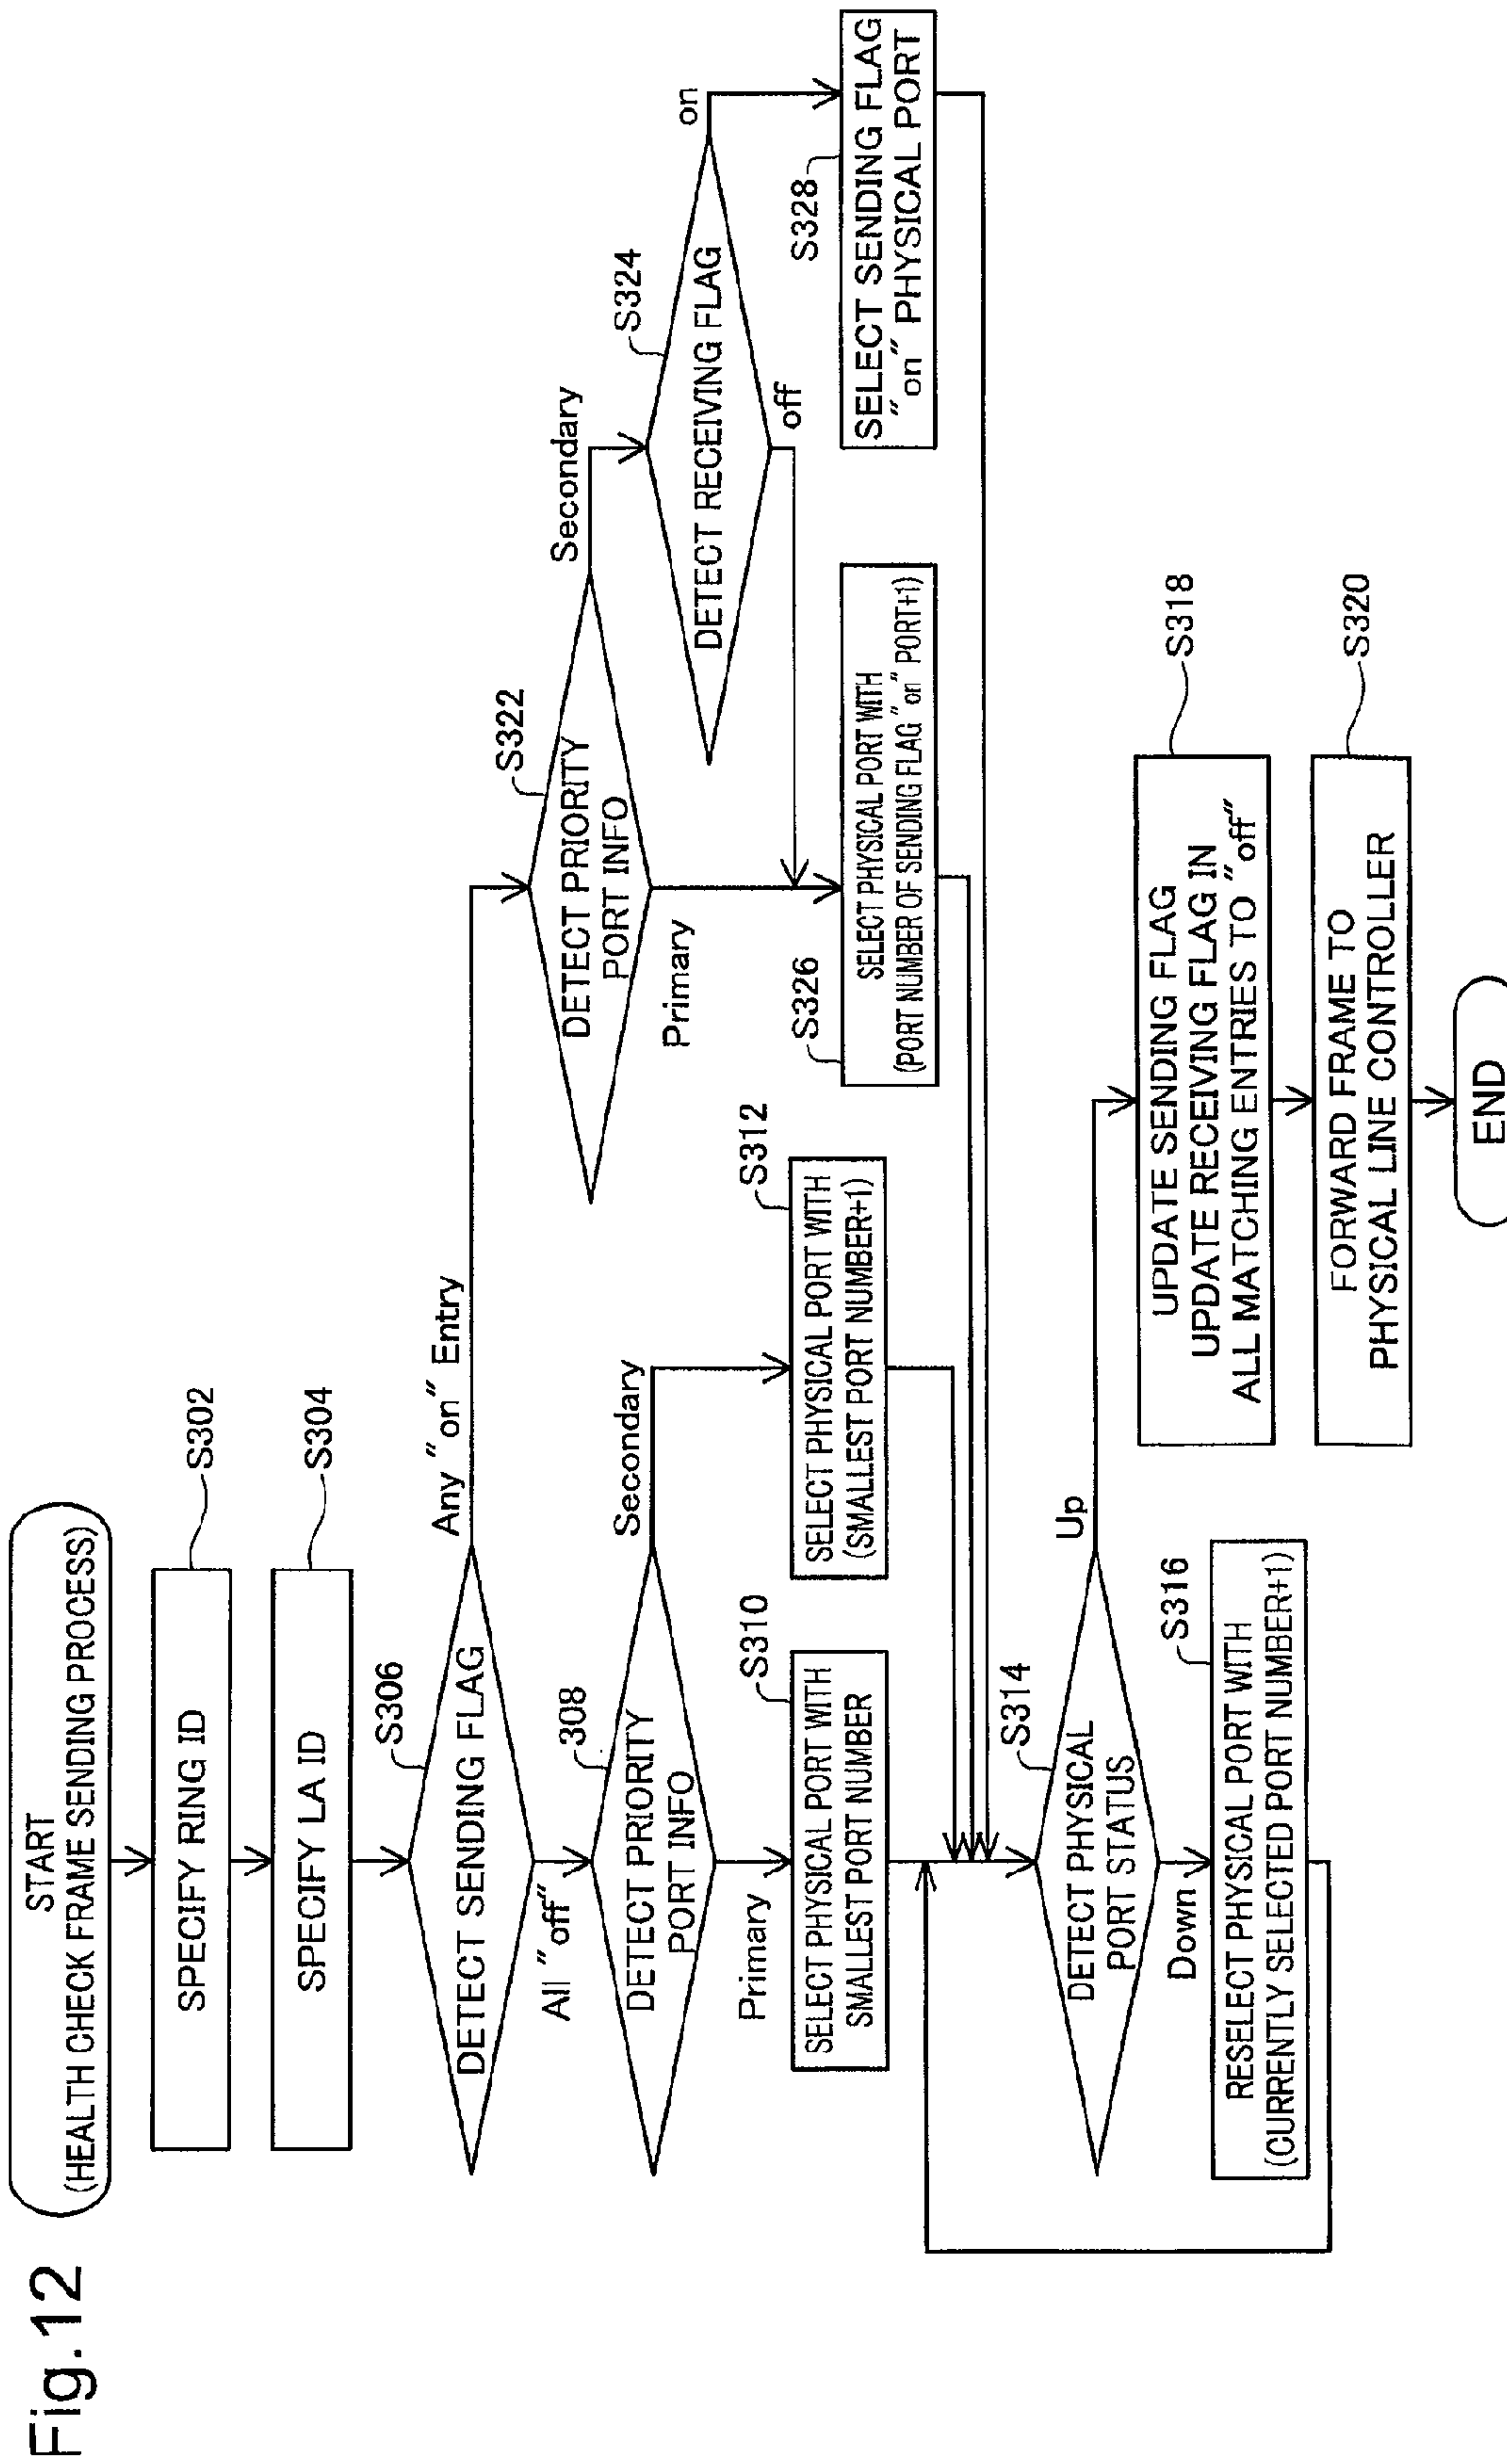 Fig.12
START
(HEALTH CHECK FRAME SENDING PROCESS)
SPECIFY RING ID
S302
SPECIFY LA ID
S304
DETECT SENDING FLAG
S306
Any "on" Entry
All "off"
DETECT PRIORITY
PORT INFO
308
Primary
Secondary
SELECT PHYSICAL PORT WITH
SMALLEST PORT NUMBER
S310
SELECT PHYSICAL PORT WITH
(SMALLEST PORT NUMBER+1)
S312
DETECT PRIORITY
PORT INFO
S322
Primary
Secondary
DETECT RECEIVING FLAG
S324
on
off
SELECT PHYSICAL PORT WITH
(PORT NUMBER OF SENDING FLAG "on" PORT+1)
S326
SELECT SENDING FLAG
"on" PHYSICAL PORT
S328
DETECT PHYSICAL
PORT STATUS
S314
Up
Down
RESELECT PHYSICAL PORT WITH
(CURRENTLY SELECTED PORT NUMBER+1)
S316
UPDATE SENDING FLAG
UPDATE RECEIVING FLAG IN
ALL MATCHING ENTRIES TO "off"
S318
FORWARD FRAME TO
PHYSICAL LINE CONTROLLER
S320
END